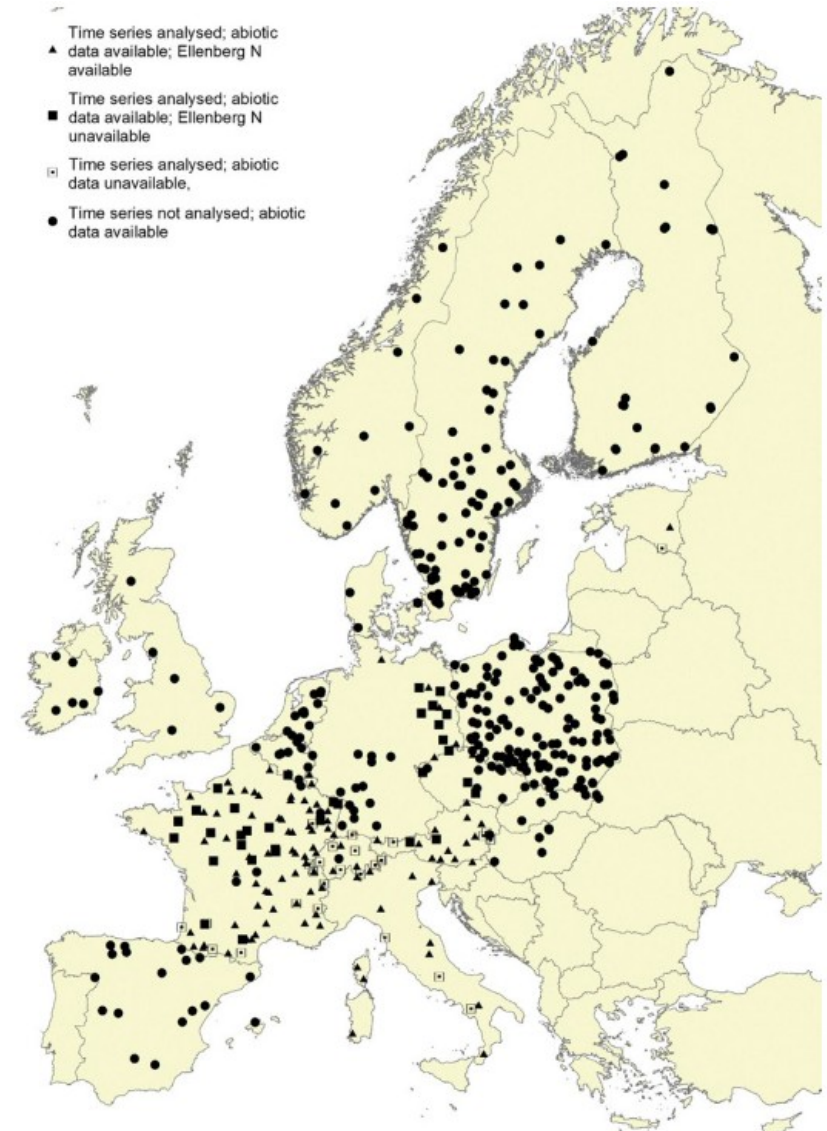 Time series analysed; abiotic
data available; Ellenberg N
available
Time series analysed; abiotic
data available; Ellenberg N
unavailable
Time series analysed; abiotic
data unavailable,
Time series not analysed; abiotic
data available